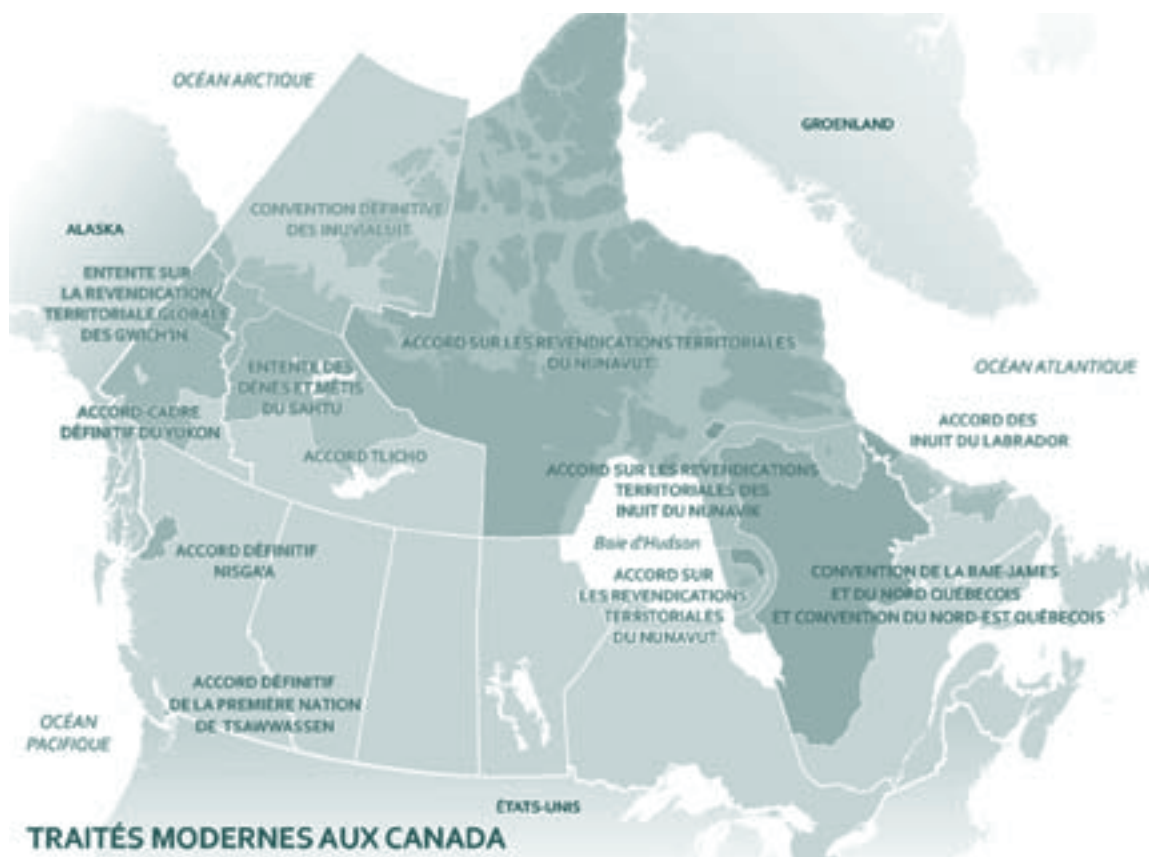 OCÉAN ARCTIQUE
GROENLAND
CONVENTION DÉFINITIVE
DES INUVIALUIT
ALASKA
ENTENTE SUR
LA REVENDICATION
TERRITORIALE GLOBALE
DES GWICH'IN
ACCORD SUR LES REVENDICATIONS TERRITORIALES
DU NUNAVUT
ENTENTE DES
DÉNÉS ET MÉTIS
DU SAHTU
OCÉAN ATLANTIQUE
ACCORD-CADRE
DÉFINITIF DU YUKON
ACCORD DES
INUIT DU LABRADOR
ACCORD TLICHO
ACCORD SUR LES REVENDICATIONS
TERRITORIALES DES
INUIT DU NUNAVIK
Baie d'Hudson
ACCORD DÉFINITIF
NISGA'A
ACCORD SUR
LES REVENDICATIONS
TERRITORIALES
DU NUNAVUT
CONVENTION DE LA BAIE-JAMES
ET DU NORD QUÉBECOIS
ET CONVENTION DU NORD-EST QUÉBECOIS
ACCORD DÉFINITIF
DE LA PREMIÈRE NATION
DE TSAWWASSEN
OCÉAN
PACIFIQUE
ÉTATS-UNIS
TRAITÉS MODERNES AUX CANADA